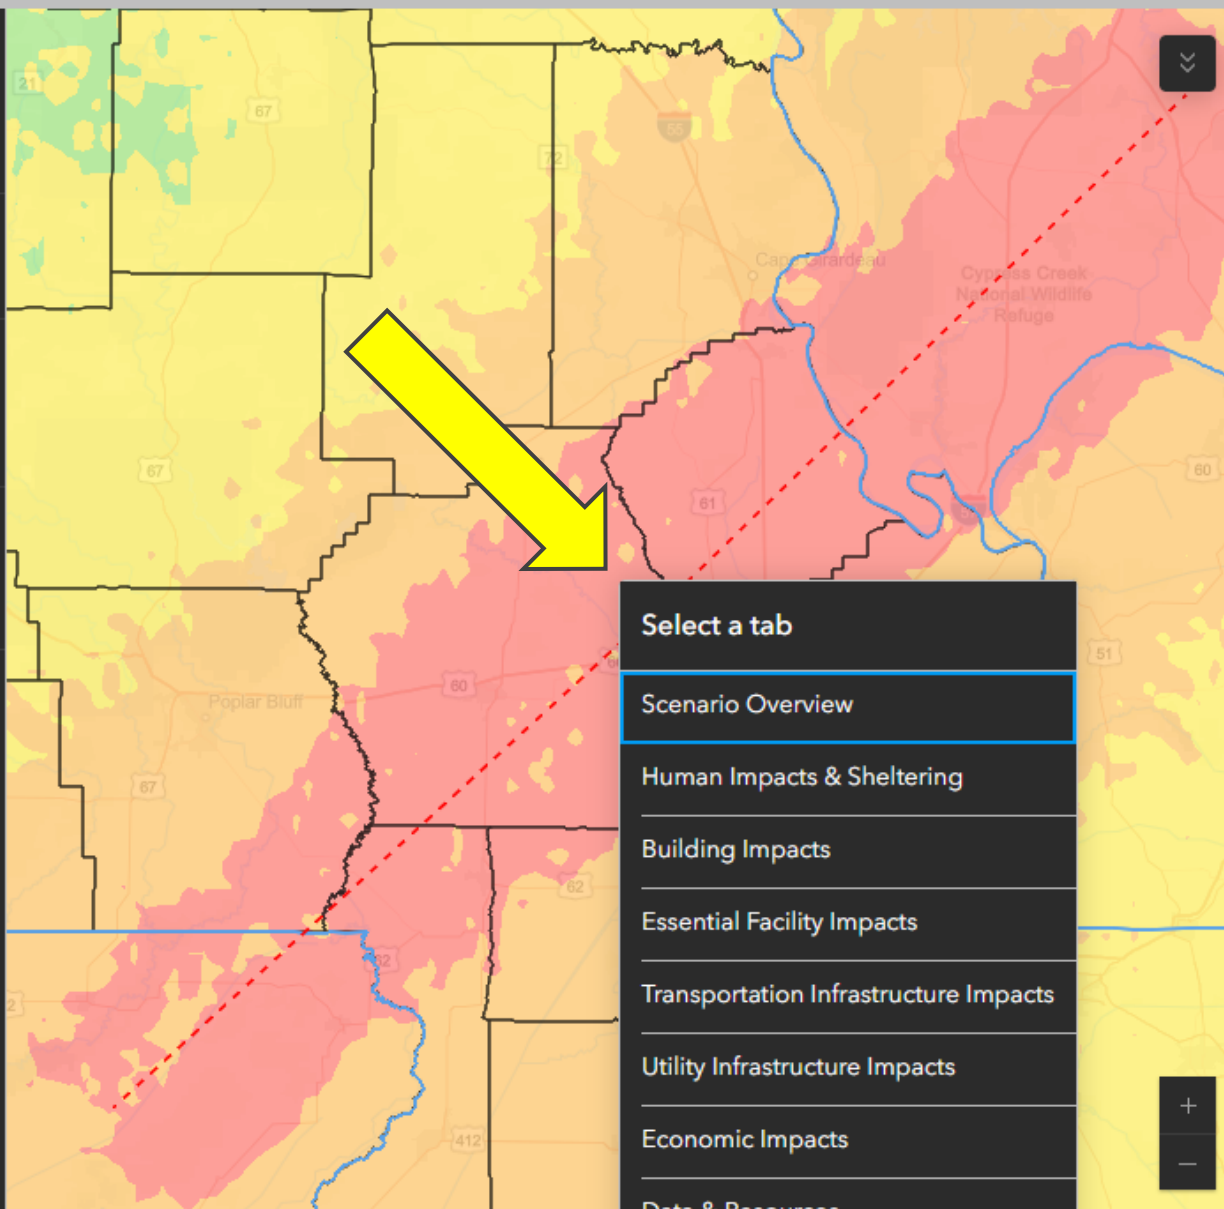 21
67
55
72
Cape Girardeau
Cypress Creek
National Wildlife
Refuge
67
60
61
51
60
Poplar Bluff
67
62
412
Select a tab
Scenario Overview
Human Impacts & Sheltering
Building Impacts
Essential Facility Impacts
Transportation Infrastructure Impacts
Utility Infrastructure Impacts
Economic Impacts
Data & Resources
+
−